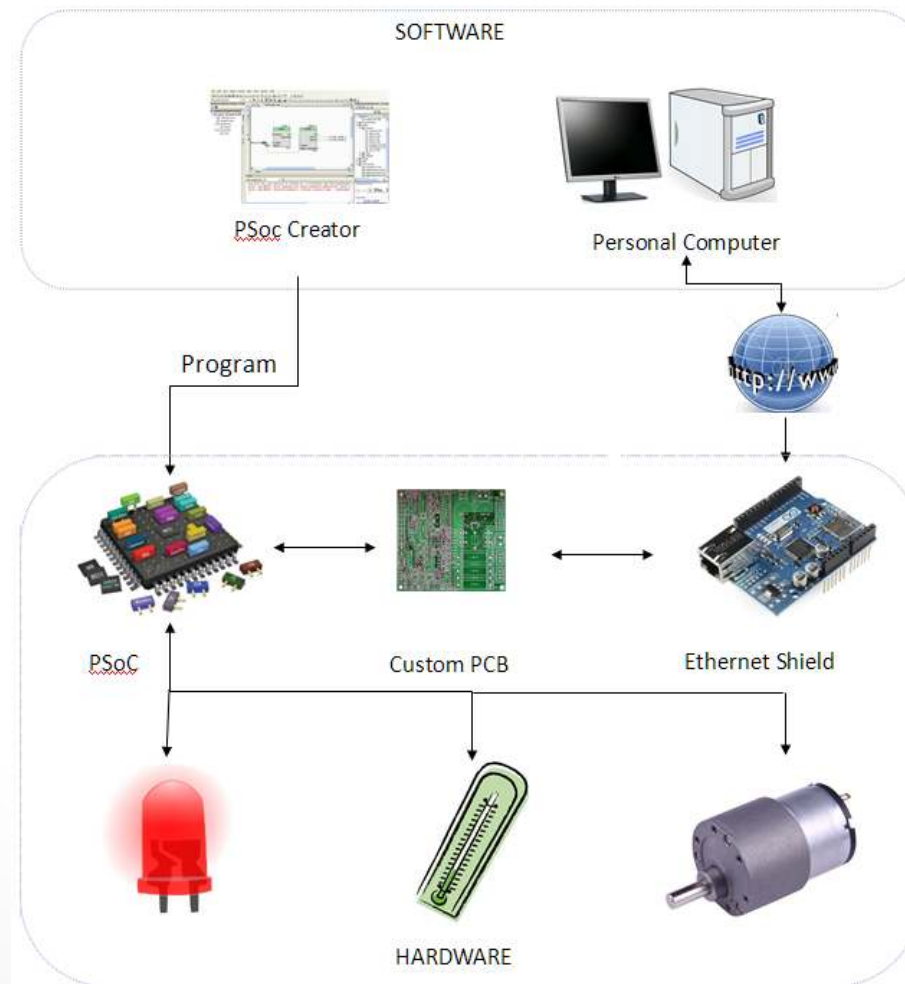 SOFTWARE
PSoc Creator
Personal Computer
Program
http://www
PSoC
Custom PCB
Ethernet Shield
HARDWARE